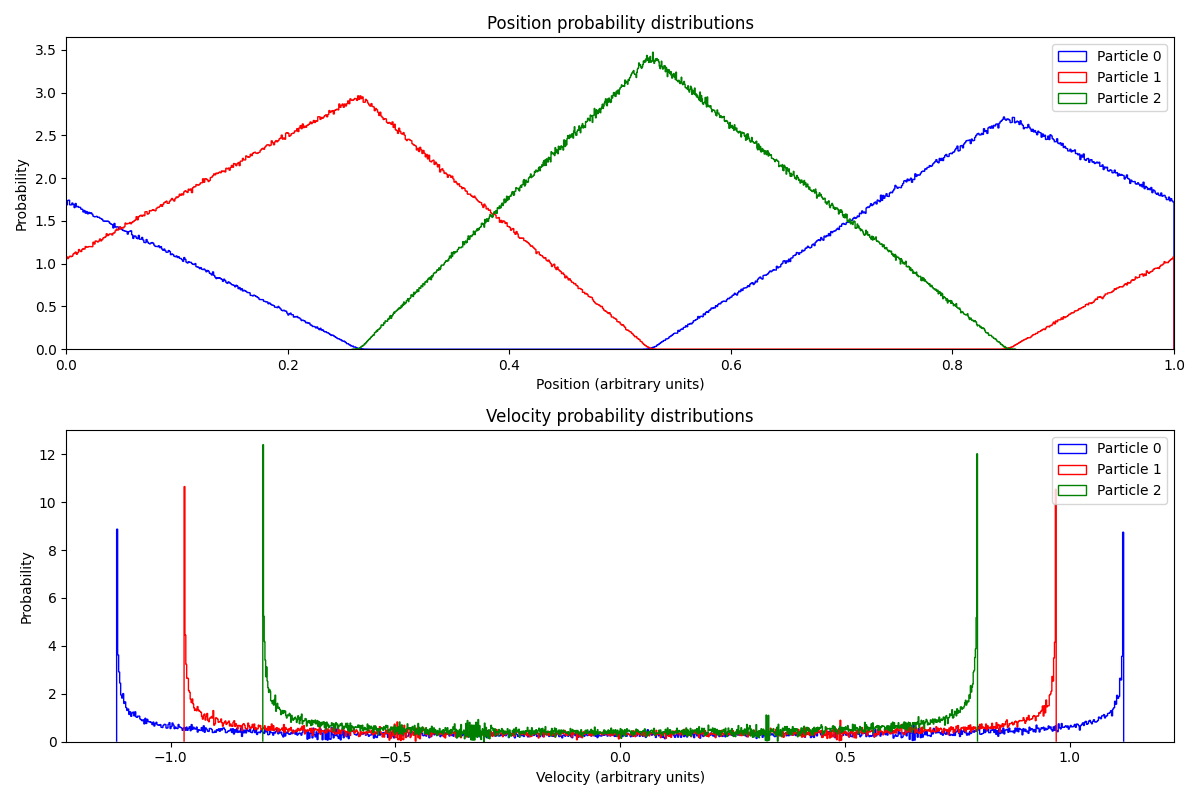 Position probability distributions
3.5
3.0
2.5
2.0
1.5
1.0
0.5
0.0
Probability
Particle 0
Particle 1
Particle 2
0.0 0.2 0.4 0.6 0.8 1.0
Position (arbitrary units)
Velocity probability distributions
12
10
8
6
4
2
0
Probability
Particle 0
Particle 1
Particle 2
−1.0 −0.5 0.0 0.5 1.0
Velocity (arbitrary units)